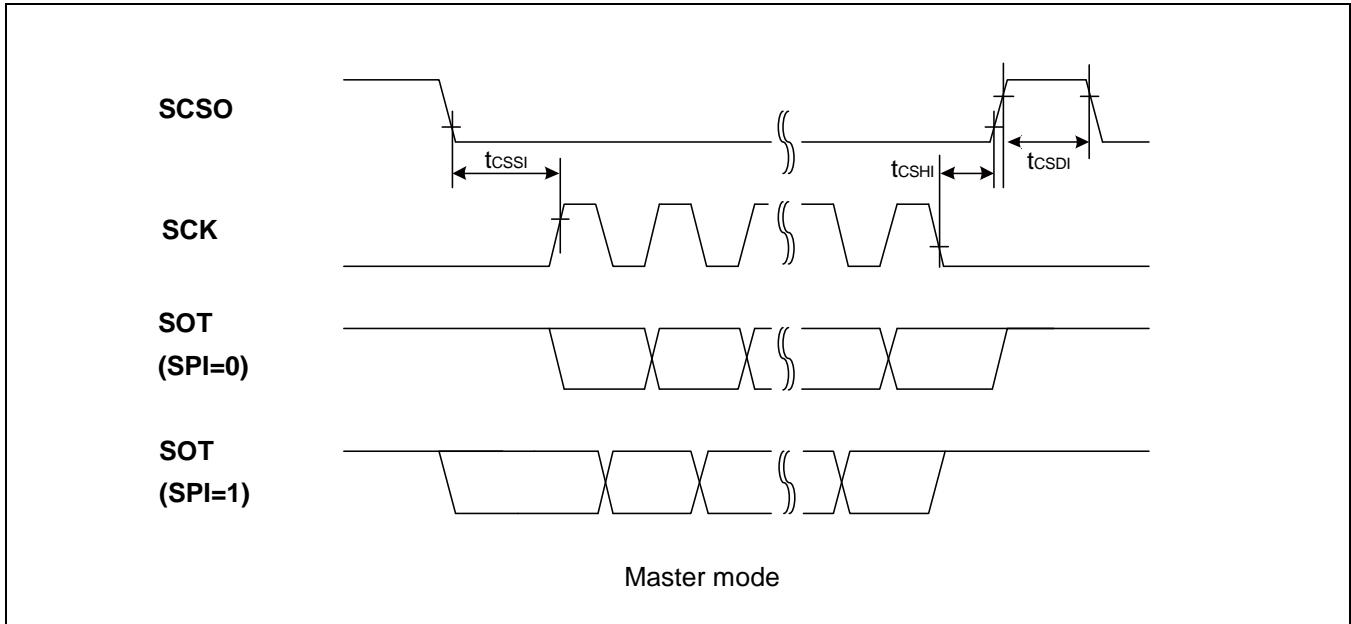 SCSO
tCSSI
tCSHI
tCSDI
SCK
SOT
(SPI=0)
SOT
(SPI=1)
Master mode